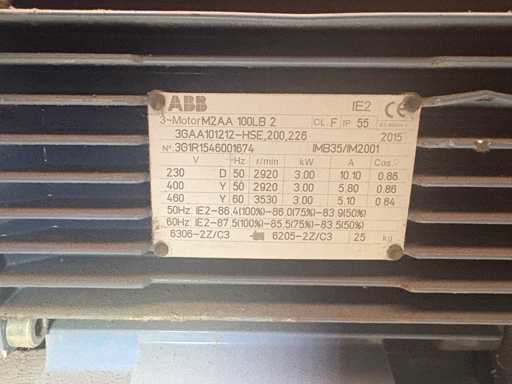 ABB IE2 CE
3~Motor M2AA 100LB 2 CL. F IP 55
3GAA101212-HSE,200,226 2015
Nº. 3G1R1546001674 IMB35/IM2001
V Hz r/min kW A Cos
230 D 50 2920 3.00 10.10 0.86
400 Y 50 2920 3.00 5.80 0.86
460 Y 60 3530 3.00 5.10 0.84
50Hz: IE2-86.4(100%)-86.0(75%)-83.9(50%)
60Hz: IE2-87.5(100%)-85.5(75%)-83.5(50%)
6306-2Z/C3 6205-2Z/C3 25 kg